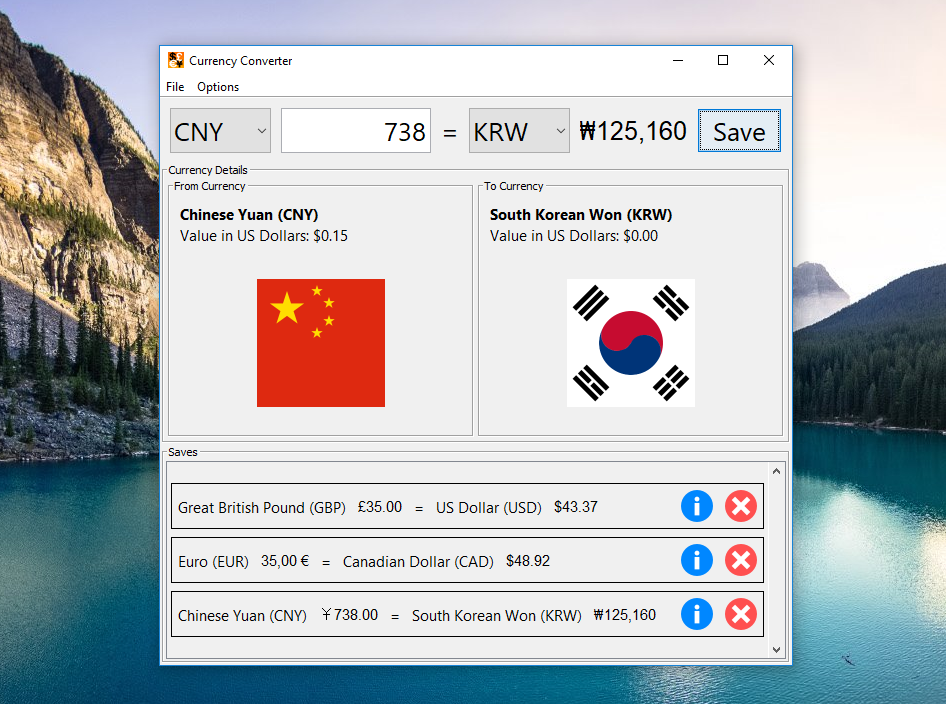 Currency Converter
File Options
CNY 738 = KRW ₩125,160 Save
Currency Details
From Currency
Chinese Yuan (CNY)
Value in US Dollars: $0.15
To Currency
South Korean Won (KRW)
Value in US Dollars: $0.00
Saves
Great British Pound (GBP) £35.00 = US Dollar (USD) $43.37
Euro (EUR) 35,00 € = Canadian Dollar (CAD) $48.92
Chinese Yuan (CNY) ¥738.00 = South Korean Won (KRW) ₩125,160